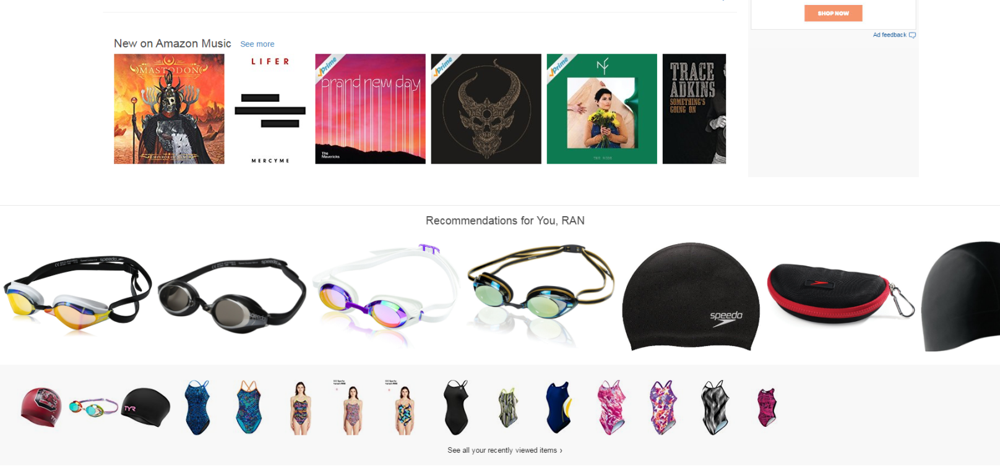 SHOP NOW
Ad feedback
New on Amazon Music See more
MASTODON
EMPEROR OF SAND
LIFER
MERCYME
Prime
brand new day
The
Mavericks
Prime
Prime
NF
THE RIDE
TRACE
ADKINS
SOMETHING'S
GOING ON
Recommendations for You, RAN
speedo
speedo
speedo
TYR
See all your recently viewed items ›